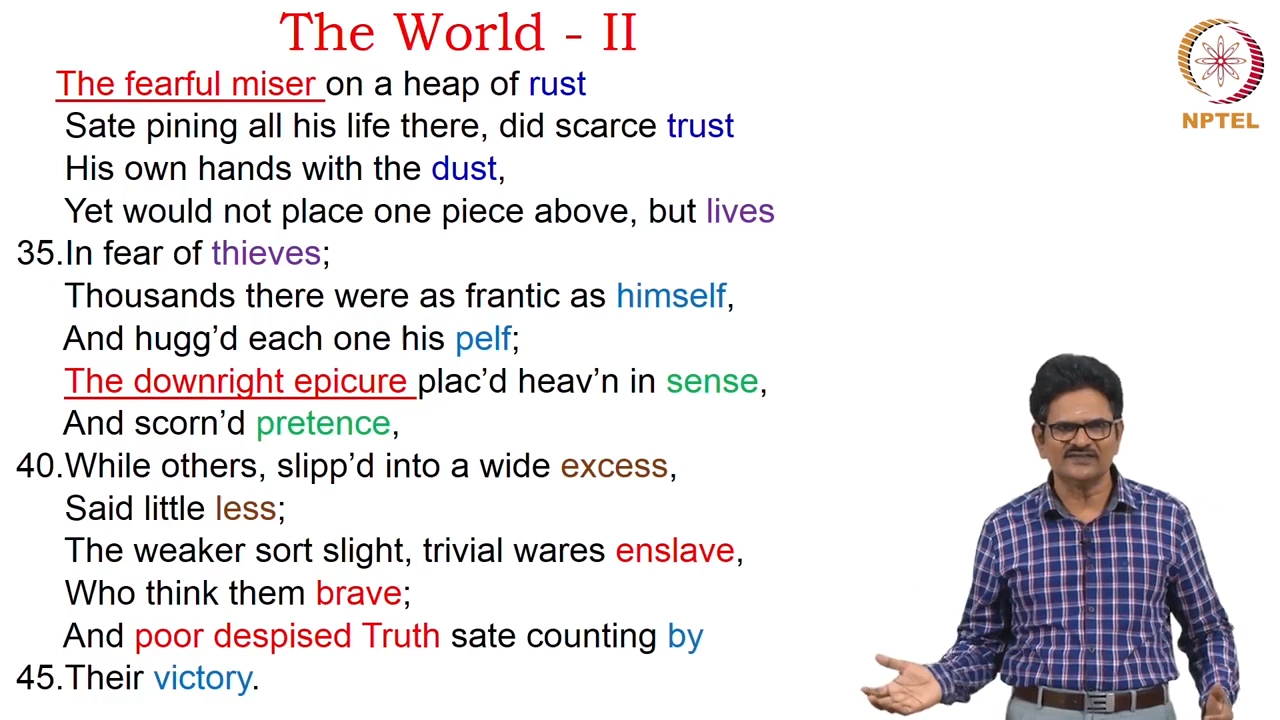 The World - II
NPTEL
The fearful miser on a heap of rust
Sate pining all his life there, did scarce trust
His own hands with the dust,
Yet would not place one piece above, but lives
35.In fear of thieves;
Thousands there were as frantic as himself,
And hugg’d each one his pelf;
The downright epicure plac’d heav’n in sense,
And scorn’d pretence,
40.While others, slipp’d into a wide excess,
Said little less;
The weaker sort slight, trivial wares enslave,
Who think them brave;
And poor despised Truth sate counting by
45.Their victory.